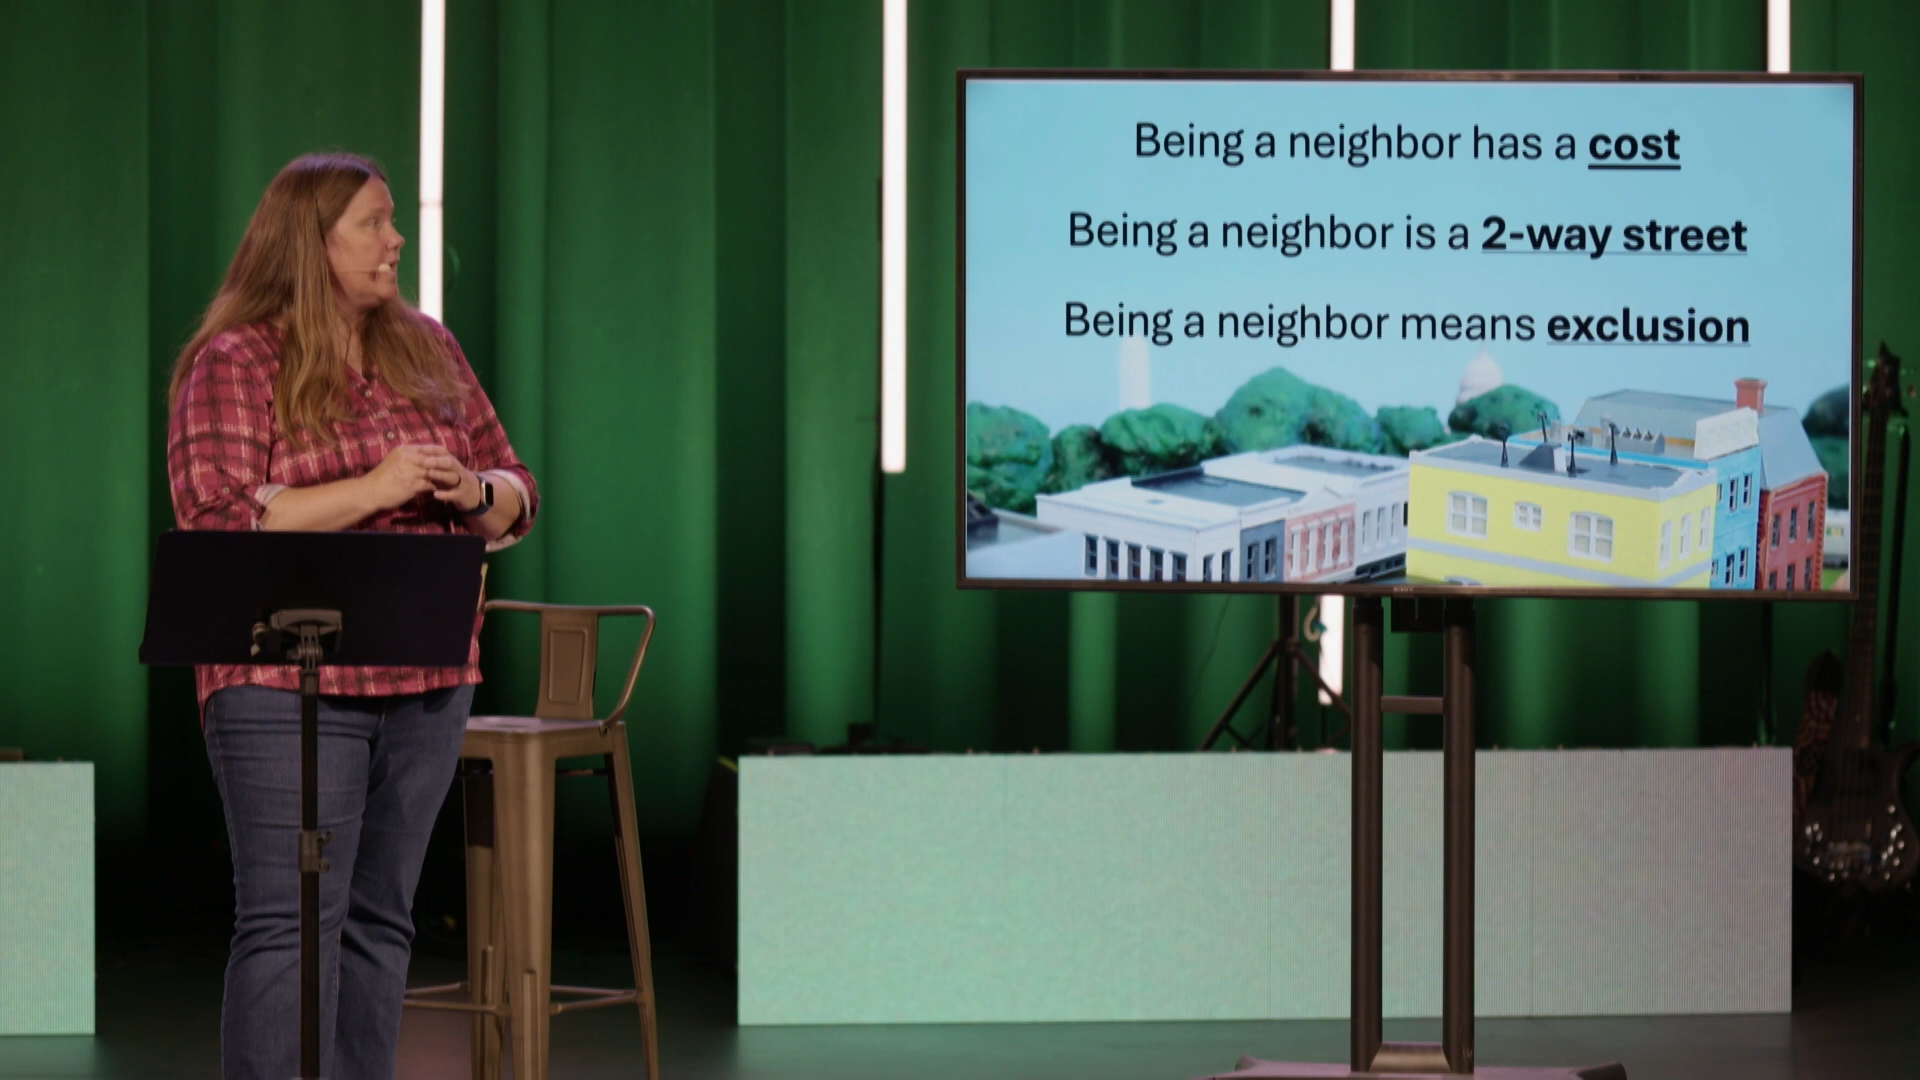 Being a neighbor has a cost
Being a neighbor is a 2-way street
Being a neighbor means exclusion